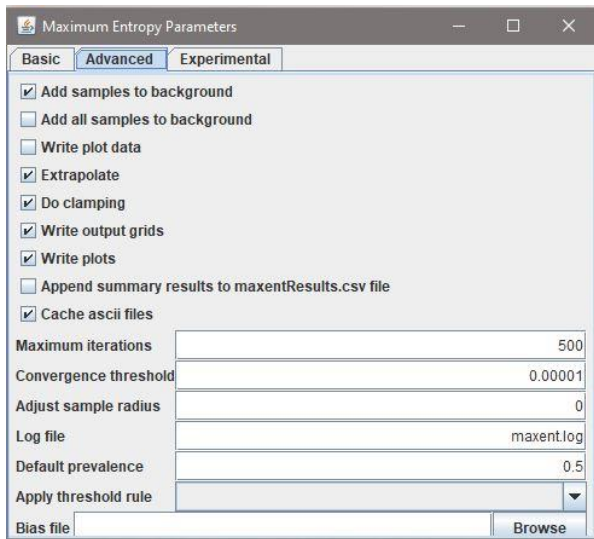 Maximum Entropy Parameters
Basic Advanced Experimental
Add samples to background
Add all samples to background
Write plot data
Extrapolate
Do clamping
Write output grids
Write plots
Append summary results to maxentResults.csv file
Cache ascii files
Maximum iterations 500
Convergence threshold 0.00001
Adjust sample radius 0
Log file maxent.log
Default prevalence 0.5
Apply threshold rule
Bias file Browse